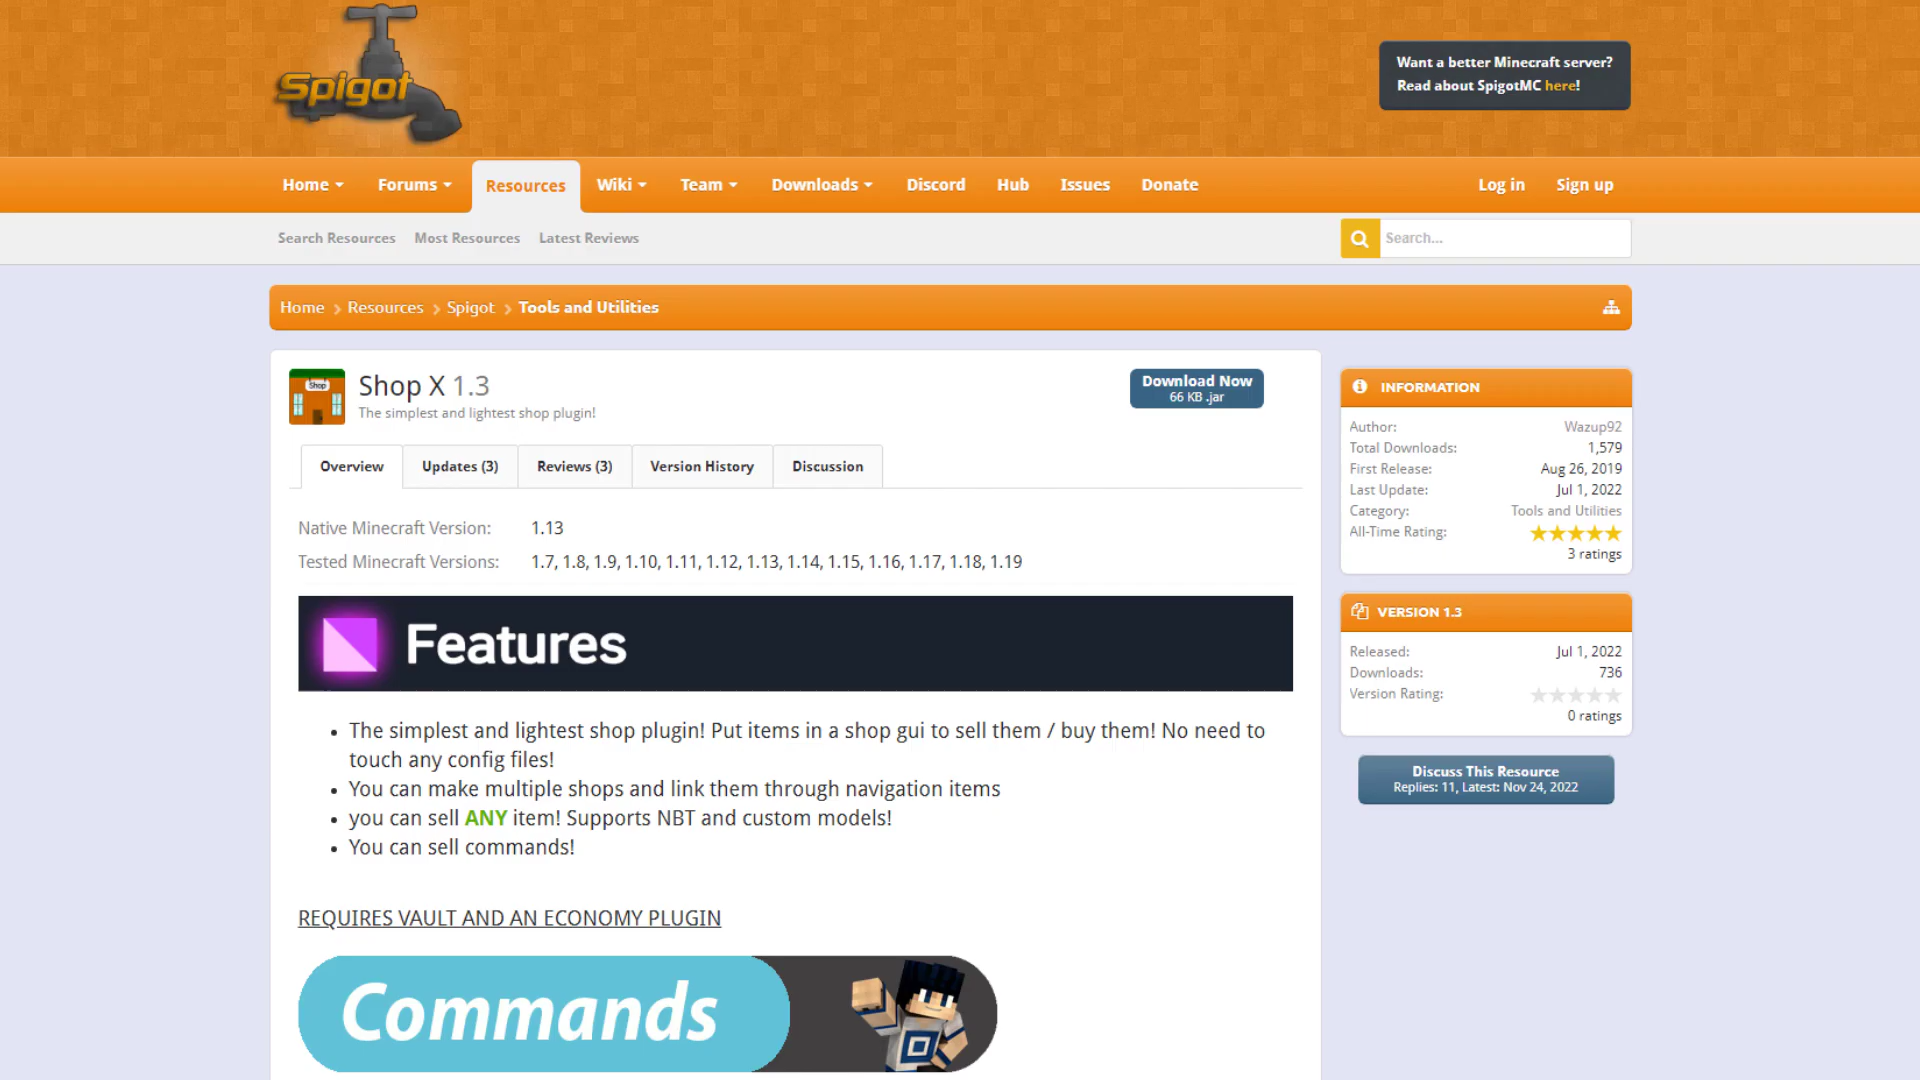 Spigot
Want a better Minecraft server?
Read about SpigotMC here!
Home Forums Resources Wiki Team Downloads Discord Hub Issues Donate Log in Sign up
Search Resources Most Resources Latest Reviews Search...
Home Resources Spigot Tools and Utilities
Shop
Shop X 1.3
The simplest and lightest shop plugin!
Download Now
66 KB .jar
Overview Updates (3) Reviews (3) Version History Discussion
Native Minecraft Version: 1.13
Tested Minecraft Versions: 1.7, 1.8, 1.9, 1.10, 1.11, 1.12, 1.13, 1.14, 1.15, 1.16, 1.17, 1.18, 1.19
Features
• The simplest and lightest shop plugin! Put items in a shop gui to sell them / buy them! No need to
touch any config files!
• You can make multiple shops and link them through navigation items
• you can sell ANY item! Supports NBT and custom models!
• You can sell commands!
REQUIRES VAULT AND AN ECONOMY PLUGIN
Commands
INFORMATION
Author: Wazup92
Total Downloads: 1,579
First Release: Aug 26, 2019
Last Update: Jul 1, 2022
Category: Tools and Utilities
All-Time Rating:
3 ratings
VERSION 1.3
Released: Jul 1, 2022
Downloads: 736
Version Rating:
0 ratings
Discuss This Resource
Replies: 11, Latest: Nov 24, 2022